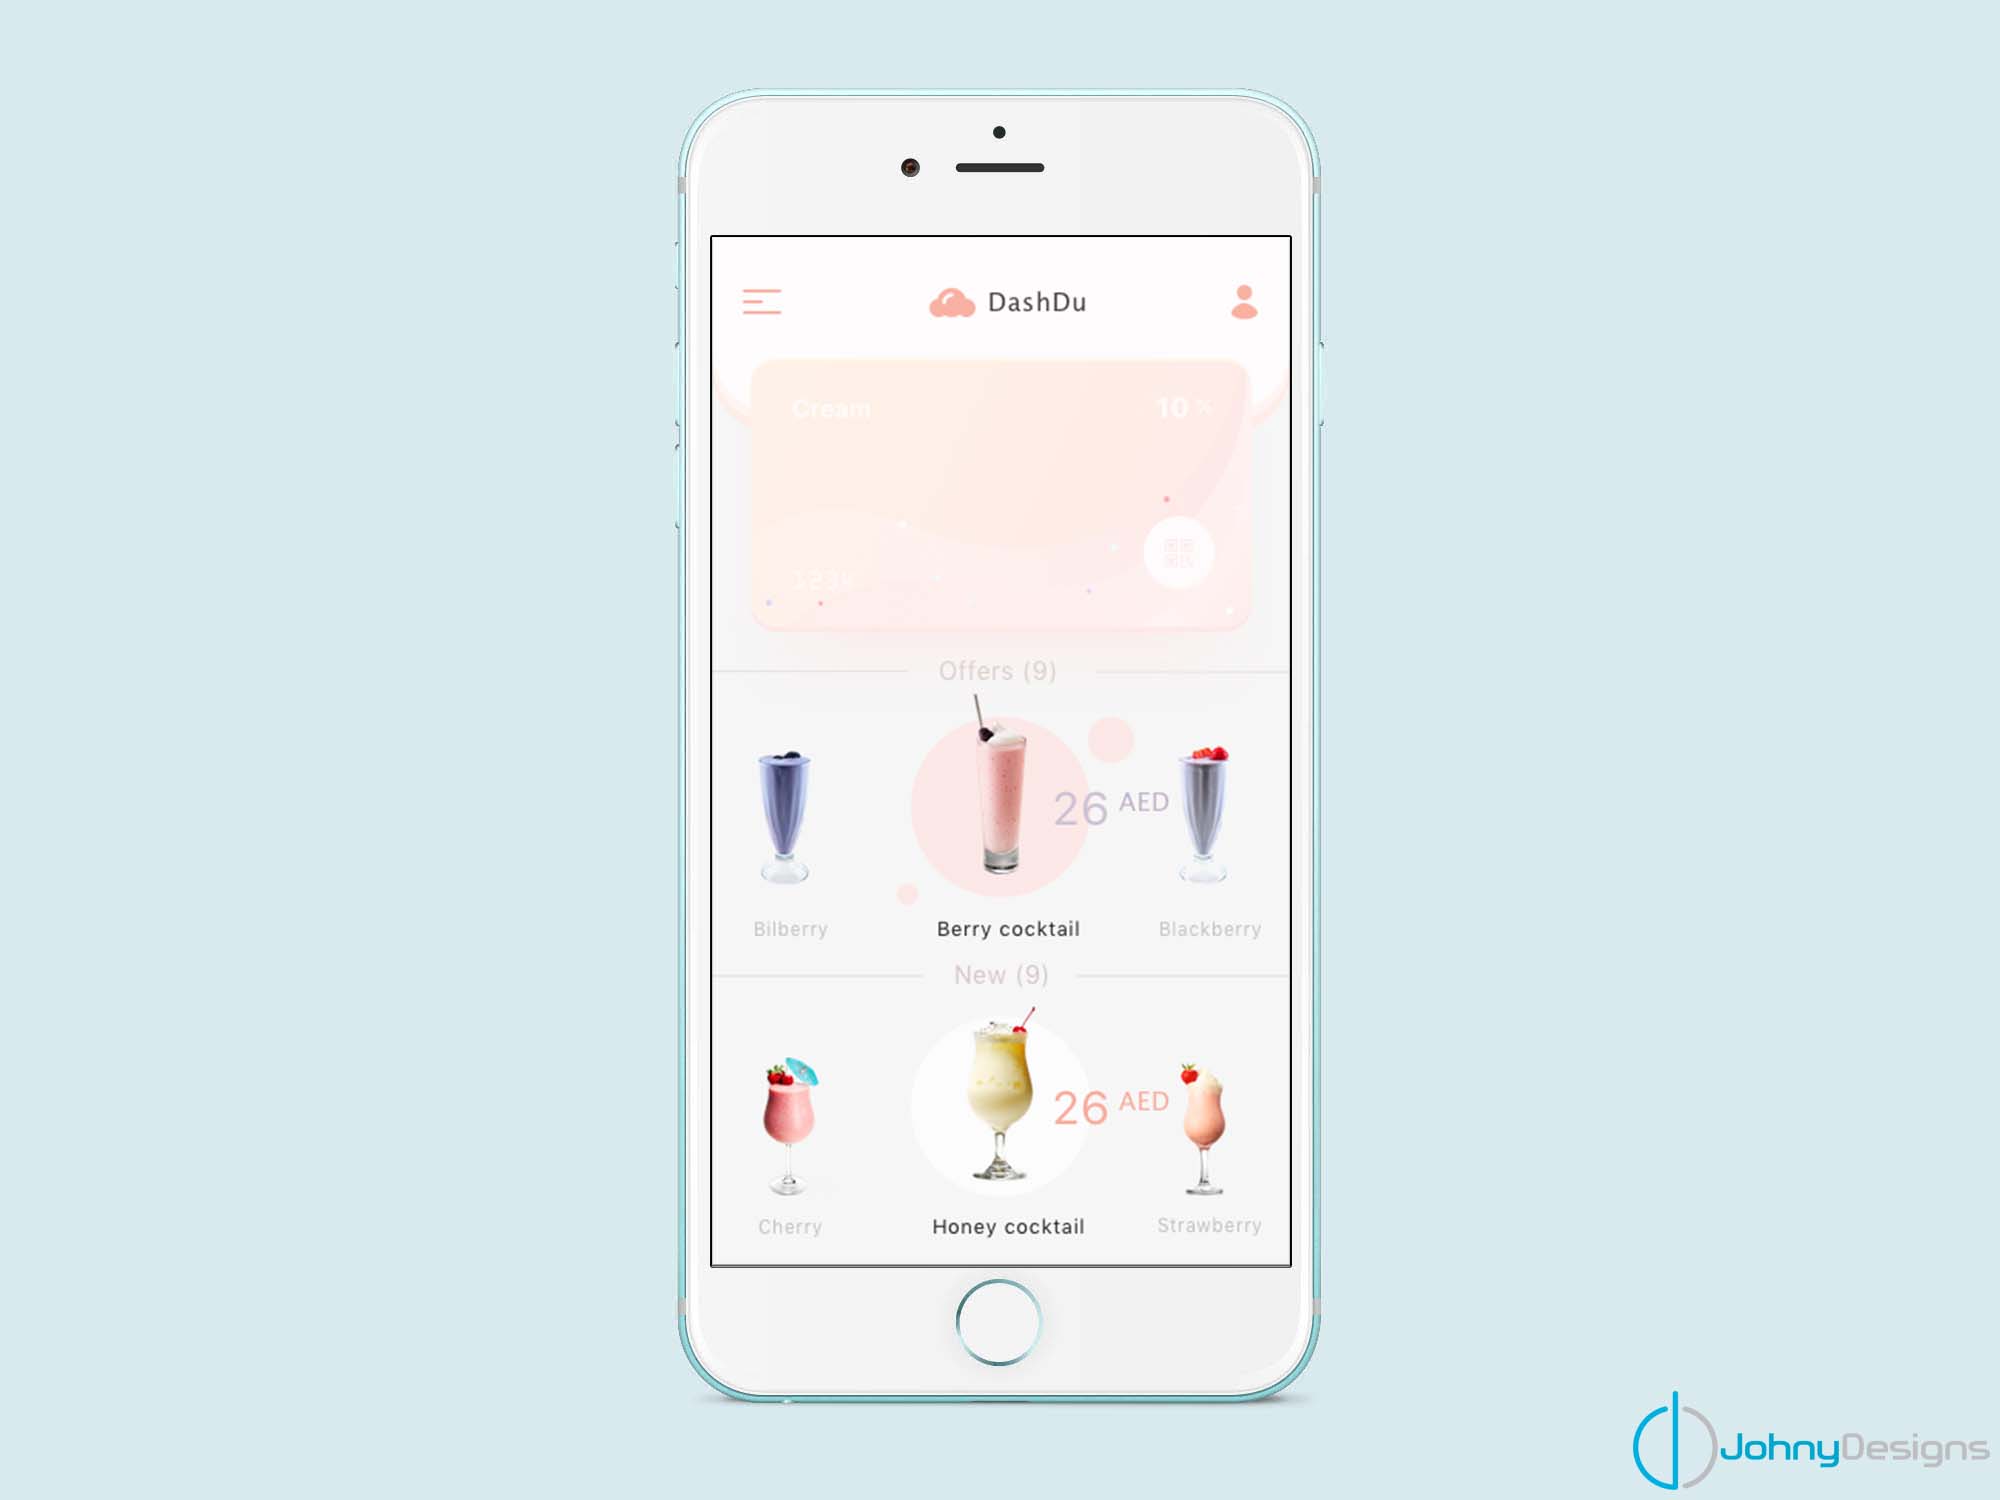 DashDu
Cream 10 %
Offers (9)
26 AED
Bilberry Berry cocktail Blackberry
New (9)
26 AED
Cherry Honey cocktail Strawberry
JohnyDesigns